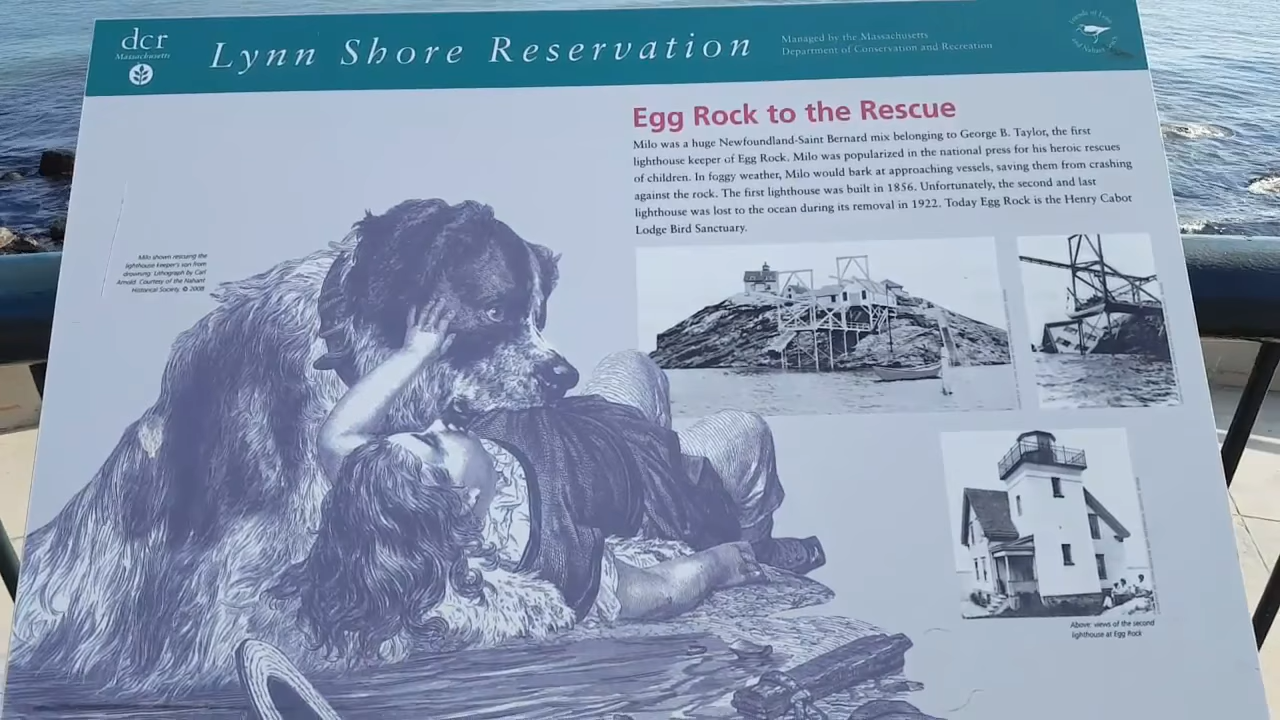 dcr
Massachusetts
Lynn Shore Reservation
Managed by the Massachusetts
Department of Conservation and Recreation
Friends of Lynn
and Nahant
Egg Rock to the Rescue
Milo was a huge Newfoundland-Saint Bernard mix belonging to George B. Taylor, the first
lighthouse keeper of Egg Rock. Milo was popularized in the national press for his heroic rescues
of children. In foggy weather, Milo would bark at approaching vessels, saving them from crashing
against the rock. The first lighthouse was built in 1856. Unfortunately, the second and last
lighthouse was lost to the ocean during its removal in 1922. Today Egg Rock is the Henry Cabot
Lodge Bird Sanctuary.
Milo shown rescuing the
lighthouse keeper's son from
drowning. Lithograph by Carl
Arnold. Courtesy of the Nahant
Historical Society. © 2008
Above: views of the second
lighthouse at Egg Rock